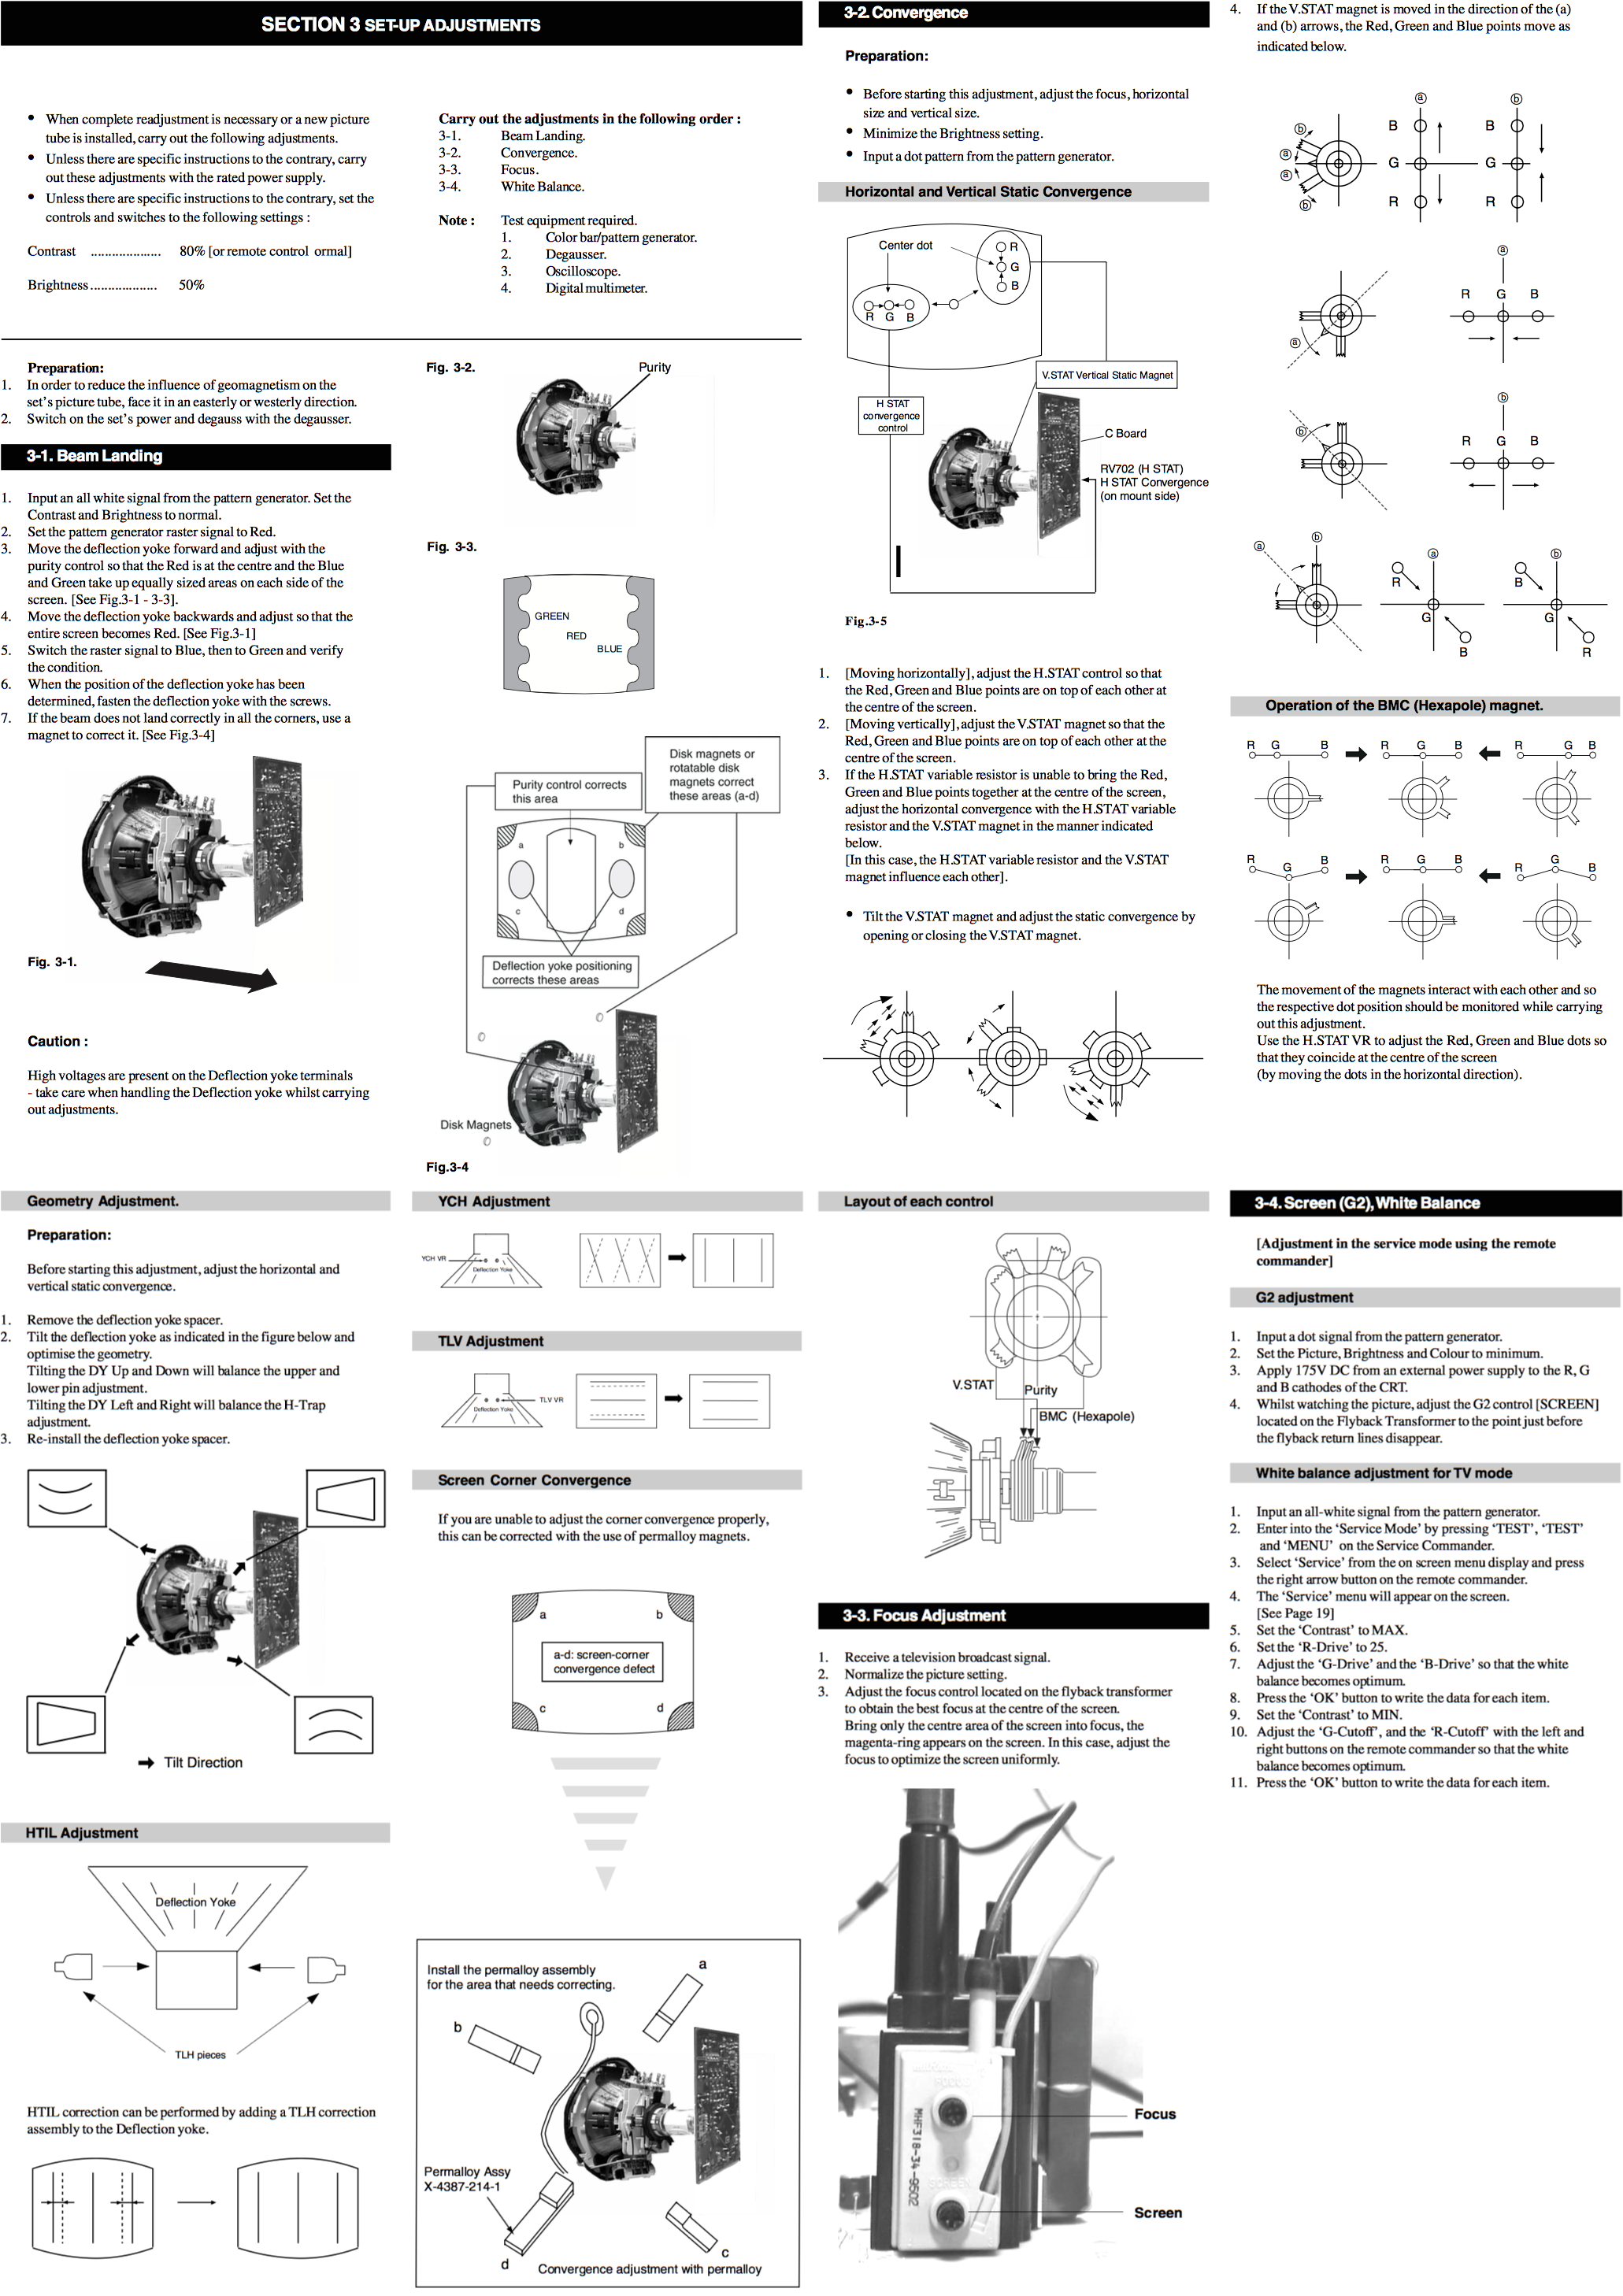 SECTION 3 SET-UP ADJUSTMENTS
• When complete readjustment is necessary or a new picture
tube is installed, carry out the following adjustments.
• Unless there are specific instructions to the contrary, carry
out these adjustments with the rated power supply.
• Unless there are specific instructions to the contrary, set the
controls and switches to the following settings :
Contrast .................... 80% [or remote control ormal]
Brightness ................... 50%
Carry out the adjustments in the following order :
3-1. Beam Landing.
3-2. Convergence.
3-3. Focus.
3-4. White Balance.
Note : Test equipment required.
1. Color bar/pattern generator.
2. Degausser.
3. Oscilloscope.
4. Digital multimeter.
Preparation:
1. In order to reduce the influence of geomagnetism on the
set's picture tube, face it in an easterly or westerly direction.
2. Switch on the set's power and degauss with the degausser.
3-1. Beam Landing
1. Input an all white signal from the pattern generator. Set the
Contrast and Brightness to normal.
2. Set the pattern generator raster signal to Red.
3. Move the deflection yoke forward and adjust with the
purity control so that the Red is at the centre and the Blue
and Green take up equally sized areas on each side of the
screen. [See Fig.3-1 - 3-3].
4. Move the deflection yoke backwards and adjust so that the
entire screen becomes Red. [See Fig.3-1]
5. Switch the raster signal to Blue, then to Green and verify
the condition.
6. When the position of the deflection yoke has been
determined, fasten the deflection yoke with the screws.
7. If the beam does not land correctly in all the corners, use a
magnet to correct it. [See Fig.3-4]
Fig. 3-1.
Caution :
High voltages are present on the Deflection yoke terminals
- take care when handling the Deflection yoke whilst carrying
out adjustments.
Fig. 3-2.
Purity
Fig. 3-3.
GREEN
RED
BLUE
Disk magnets or
rotatable disk
magnets correct
these areas (a-d)
Purity control corrects
this area
a
b
c
d
Deflection yoke positioning
corrects these areas
Disk Magnets
Fig.3-4
3-2. Convergence
Preparation:
• Before starting this adjustment, adjust the focus, horizontal
size and vertical size.
• Minimize the Brightness setting.
• Input a dot pattern from the pattern generator.
Horizontal and Vertical Static Convergence
Center dot
R
G
B
R G B
V.STAT Vertical Static Magnet
H STAT
convergence
control
C Board
RV702 (H STAT)
H STAT Convergence
(on mount side)
Fig.3-5
1. [Moving horizontally], adjust the H.STAT control so that
the Red, Green and Blue points are on top of each other at
the centre of the screen.
2. [Moving vertically], adjust the V.STAT magnet so that the
Red, Green and Blue points are on top of each other at the
centre of the screen.
3. If the H.STAT variable resistor is unable to bring the Red,
Green and Blue points together at the centre of the screen,
adjust the horizontal convergence with the H.STAT variable
resistor and the V.STAT magnet in the manner indicated
below.
[In this case, the H.STAT variable resistor and the V.STAT
magnet influence each other].
• Tilt the V.STAT magnet and adjust the static convergence by
opening or closing the V.STAT magnet.
4. If the V.STAT magnet is moved in the direction of the (a)
and (b) arrows, the Red, Green and Blue points move as
indicated below.
ⓐ ⓑ
ⓑ B B
ⓐ G G
ⓐ
ⓑ R R
ⓐ
R G B
ⓐ
ⓑ
ⓑ R G B
ⓐ ⓑ ⓐ ⓑ
R B
G G
B R
Operation of the BMC (Hexapole) magnet.
R G B R G B R G B
R G B R G B R G B
The movement of the magnets interact with each other and so
the respective dot position should be monitored while carrying
out this adjustment.
Use the H.STAT VR to adjust the Red, Green and Blue dots so
that they coincide at the centre of the screen
(by moving the dots in the horizontal direction).
Geometry Adjustment.
Preparation:
Before starting this adjustment, adjust the horizontal and
vertical static convergence.
1. Remove the deflection yoke spacer.
2. Tilt the deflection yoke as indicated in the figure below and
optimise the geometry.
Tilting the DY Up and Down will balance the upper and
lower pin adjustment.
Tilting the DY Left and Right will balance the H-Trap
adjustment.
3. Re-install the deflection yoke spacer.
Tilt Direction
HTIL Adjustment
Deflection Yoke
TLH pieces
HTIL correction can be performed by adding a TLH correction
assembly to the Deflection yoke.
YCH Adjustment
YCH VR
Deflection Yoke
TLV Adjustment
TLV VR
Deflection Yoke
Screen Corner Convergence
If you are unable to adjust the corner convergence properly,
this can be corrected with the use of permalloy magnets.
a
b
a-d: screen-corner
convergence defect
c
d
Install the permalloy assembly
for the area that needs correcting.
a
b
Permalloy Assy
X-4387-214-1
c
d
Convergence adjustment with permalloy
Layout of each control
V.STAT
Purity
BMC (Hexapole)
3-3. Focus Adjustment
1. Receive a television broadcast signal.
2. Normalize the picture setting.
3. Adjust the focus control located on the flyback transformer
to obtain the best focus at the centre of the screen.
Bring only the centre area of the screen into focus, the
magenta-ring appears on the screen. In this case, adjust the
focus to optimize the screen uniformly.
FOCUS
MHF318-34-9502
SCREEN
Focus
Screen
3-4. Screen (G2), White Balance
[Adjustment in the service mode using the remote
commander]
G2 adjustment
1. Input a dot signal from the pattern generator.
2. Set the Picture, Brightness and Colour to minimum.
3. Apply 175V DC from an external power supply to the R, G
and B cathodes of the CRT.
4. Whilst watching the picture, adjust the G2 control [SCREEN]
located on the Flyback Transformer to the point just before
the flyback return lines disappear.
White balance adjustment for TV mode
1. Input an all-white signal from the pattern generator.
2. Enter into the 'Service Mode' by pressing 'TEST', 'TEST'
and 'MENU' on the Service Commander.
3. Select 'Service' from the on screen menu display and press
the right arrow button on the remote commander.
4. The 'Service' menu will appear on the screen.
[See Page 19]
5. Set the 'Contrast' to MAX.
6. Set the 'R-Drive' to 25.
7. Adjust the 'G-Drive' and the 'B-Drive' so that the white
balance becomes optimum.
8. Press the 'OK' button to write the data for each item.
9. Set the 'Contrast' to MIN.
10. Adjust the 'G-Cutoff', and the 'R-Cutoff' with the left and
right buttons on the remote commander so that the white
balance becomes optimum.
11. Press the 'OK' button to write the data for each item.